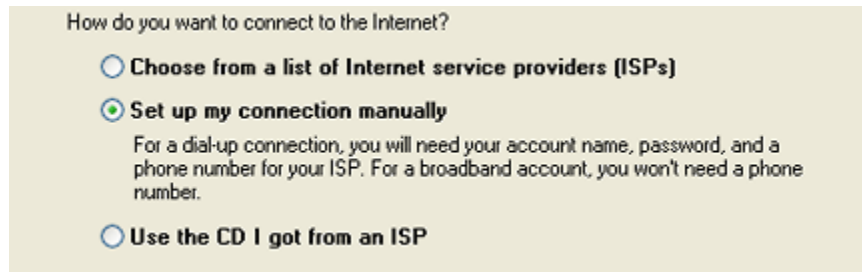 How do you want to connect to the Internet?
Choose from a list of Internet service providers (ISPs)
Set up my connection manually
For a dial-up connection, you will need your account name, password, and a
phone number for your ISP. For a broadband account, you won't need a phone
number.
Use the CD I got from an ISP